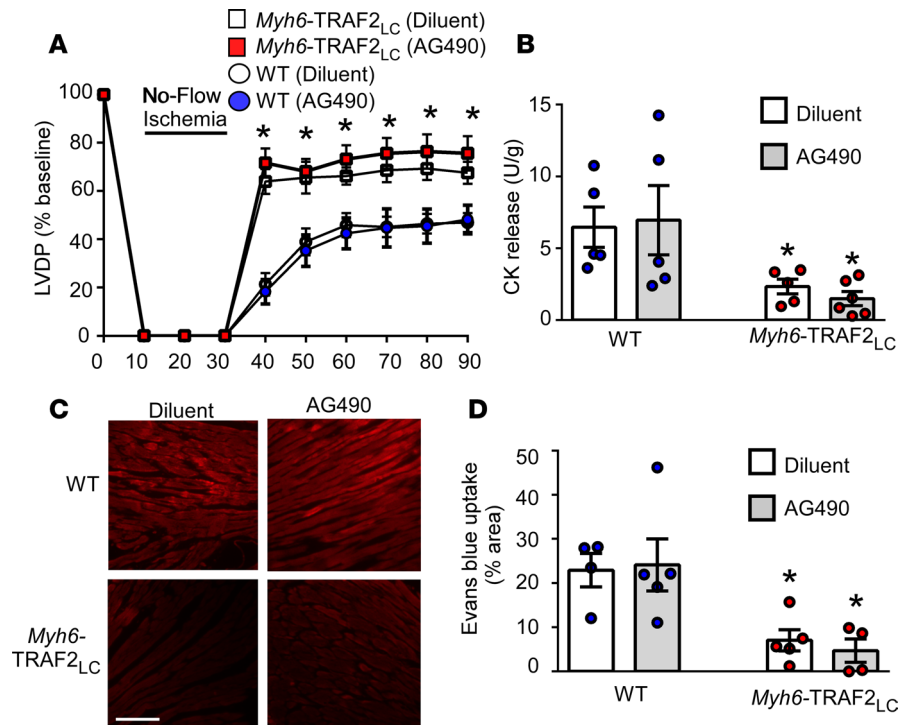 A
Myh6-TRAF2LC (Diluent)
Myh6-TRAF2LC (AG490)
WT (Diluent)
WT (AG490)
No-Flow
Ischemia
* * * * * *
LVDP (% baseline)
100
80
60
40
20
0
0 10 20 30 40 50 60 70 80 90
B
Diluent
AG490
CK release (U/g)
15
10
5
0
* *
WT Myh6-TRAF2LC
C
Diluent AG490
WT
Myh6-
TRAF2LC
D
Diluent
AG490
Evans blue uptake
(% area)
50
40
30
20
10
0
* *
WT Myh6-TRAF2LC